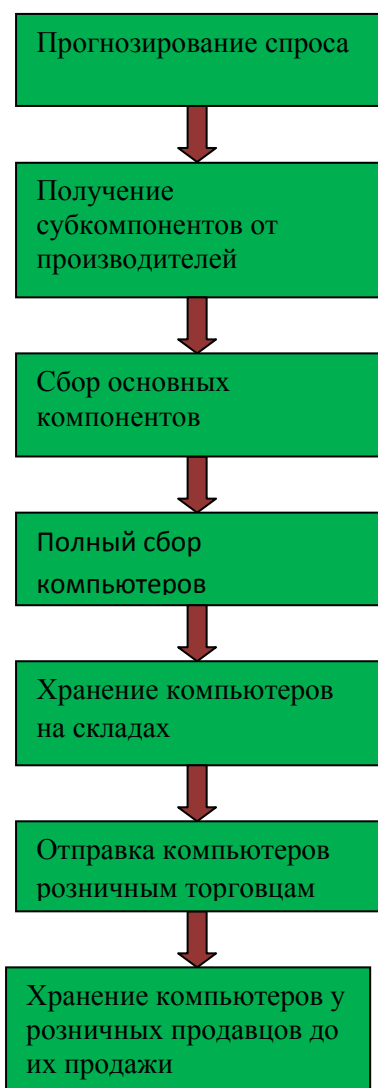 Прогнозирование спроса
Получение
субкомпонентов от
производителей
Сбор основных
компонентов
Полный сбор
компьютеров
Хранение компьютеров
на складах
Отправка компьютеров
розничным торговцам
Хранение компьютеров у
розничных продавцов до
их продажи